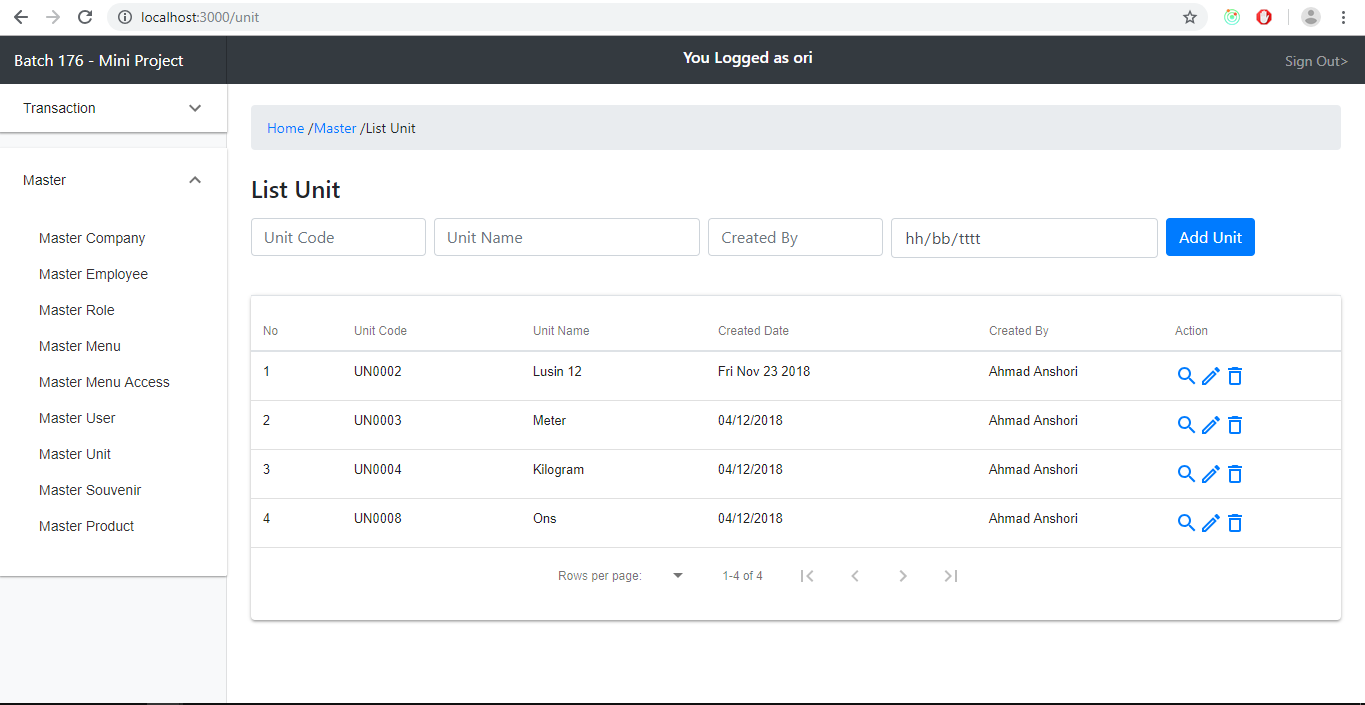 localhost:3000/unit
Batch 176 - Mini Project
You Logged as ori
Sign Out>
Transaction
Master
Master Company
Master Employee
Master Role
Master Menu
Master Menu Access
Master User
Master Unit
Master Souvenir
Master Product
Home /Master /List Unit
List Unit
Unit Code Unit Name Created By hh/bb/tttt Add Unit
No Unit Code Unit Name Created Date Created By Action
1 UN0002 Lusin 12 Fri Nov 23 2018 Ahmad Anshori
2 UN0003 Meter 04/12/2018 Ahmad Anshori
3 UN0004 Kilogram 04/12/2018 Ahmad Anshori
4 UN0008 Ons 04/12/2018 Ahmad Anshori
Rows per page: 1-4 of 4